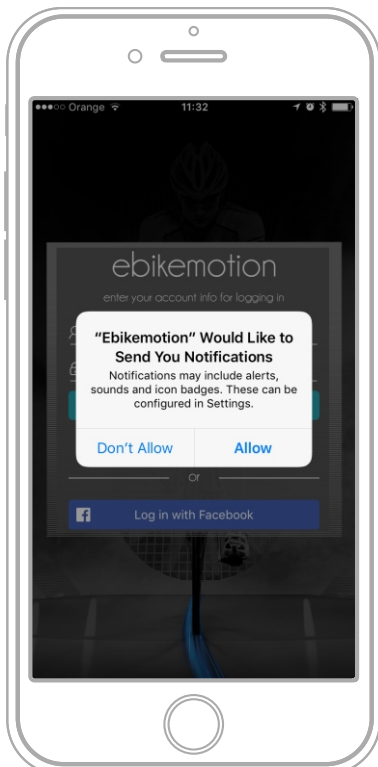 Orange 11:32
ebikemotion
enter your account info for logging in
"Ebikemotion" Would Like to
Send You Notifications
Notifications may include alerts,
sounds and icon badges. These can be
configured in Settings.
Don't Allow Allow
or
Log in with Facebook